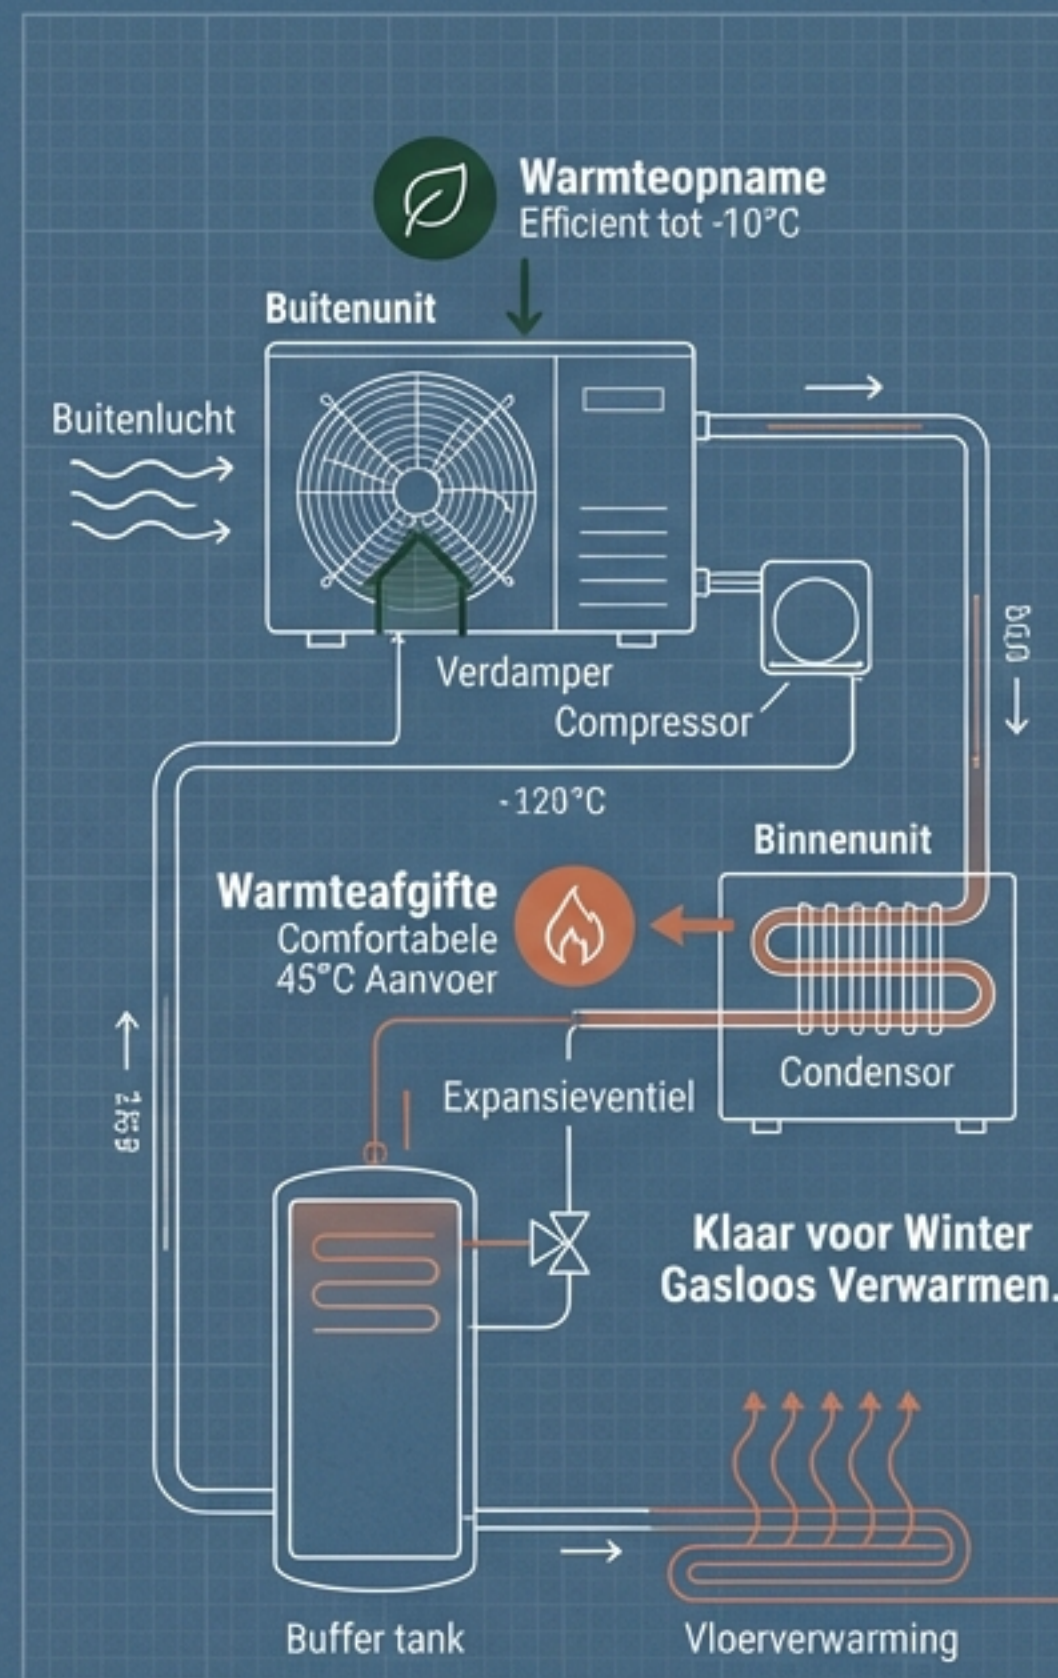 Warmteopname
Efficient tot -10°C
Buitenunit
Buitenlucht
Verdamper
Compressor
-120°C
Binnenunit
Warmteafgifte
Comfortabele
45°C Aanvoer
Condensor
Expansieventiel
Klaar voor Winter
Gasloos Verwarmen.
Buffer tank
Vloerverwarming